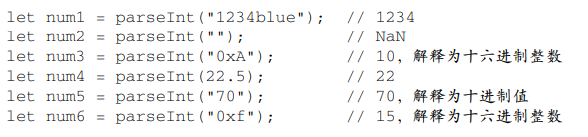 let num1 = parseInt("1234blue");  // 1234
let num2 = parseInt("");          // NaN
let num3 = parseInt("0xA");       // 10，解释为十六进制整数
let num4 = parseInt(22.5);        // 22
let num5 = parseInt("70");        // 70，解释为十进制值
let num6 = parseInt("0xf");       // 15，解释为十六进制整数